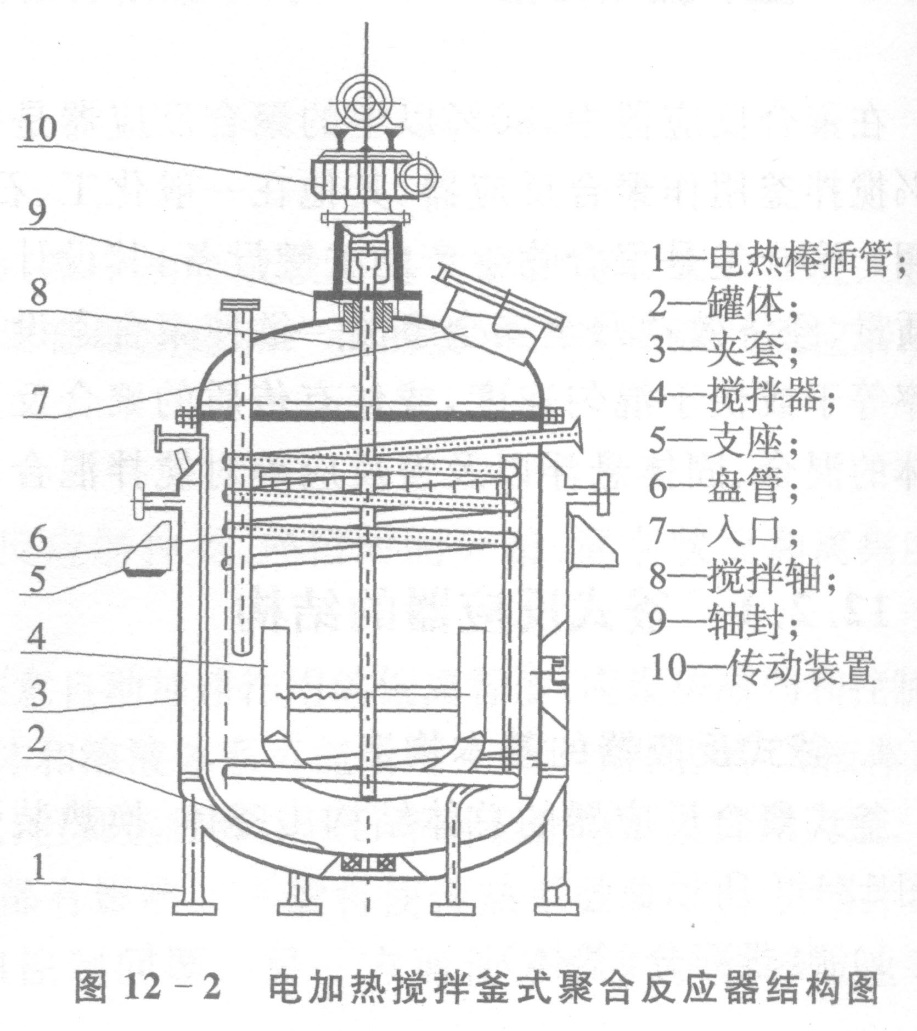 10
9
8
7
6
5
4
3
2
1
1—电热棒插管；
2—罐体；
3—夹套；
4—搅拌器；
5—支座；
6—盘管；
7—入口；
8—搅拌轴；
9—轴封；
10—传动装置
图 12-2 电加热搅拌釜式聚合反应器结构图